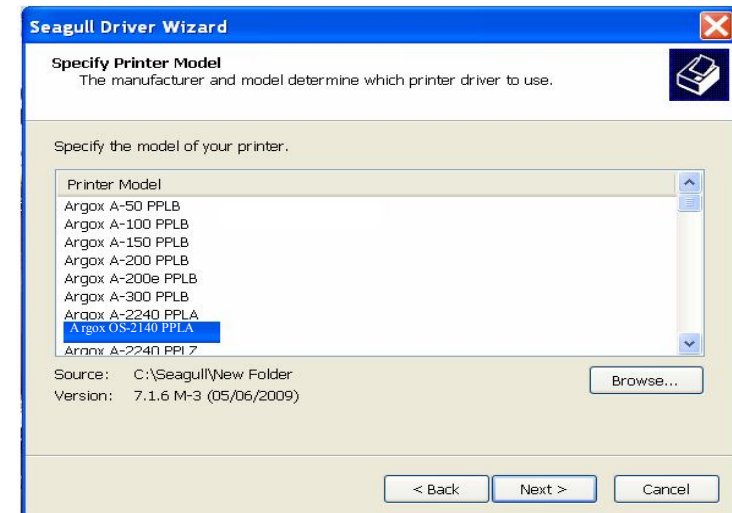 Seagull Driver Wizard
Specify Printer Model
The manufacturer and model determine which printer driver to use.
Specify the model of your printer.
Printer Model
Argox A-50 PPLB
Argox A-100 PPLB
Argox A-150 PPLB
Argox A-200 PPLB
Argox A-200e PPLB
Argox A-300 PPLB
Argox A-2240 PPLA
Argox OS-2140 PPLA
Argox A-2240 PPLZ
Source: C:\Seagull\New Folder
Browse...
Version: 7.1.6 M-3 (05/06/2009)
< Back Next > Cancel